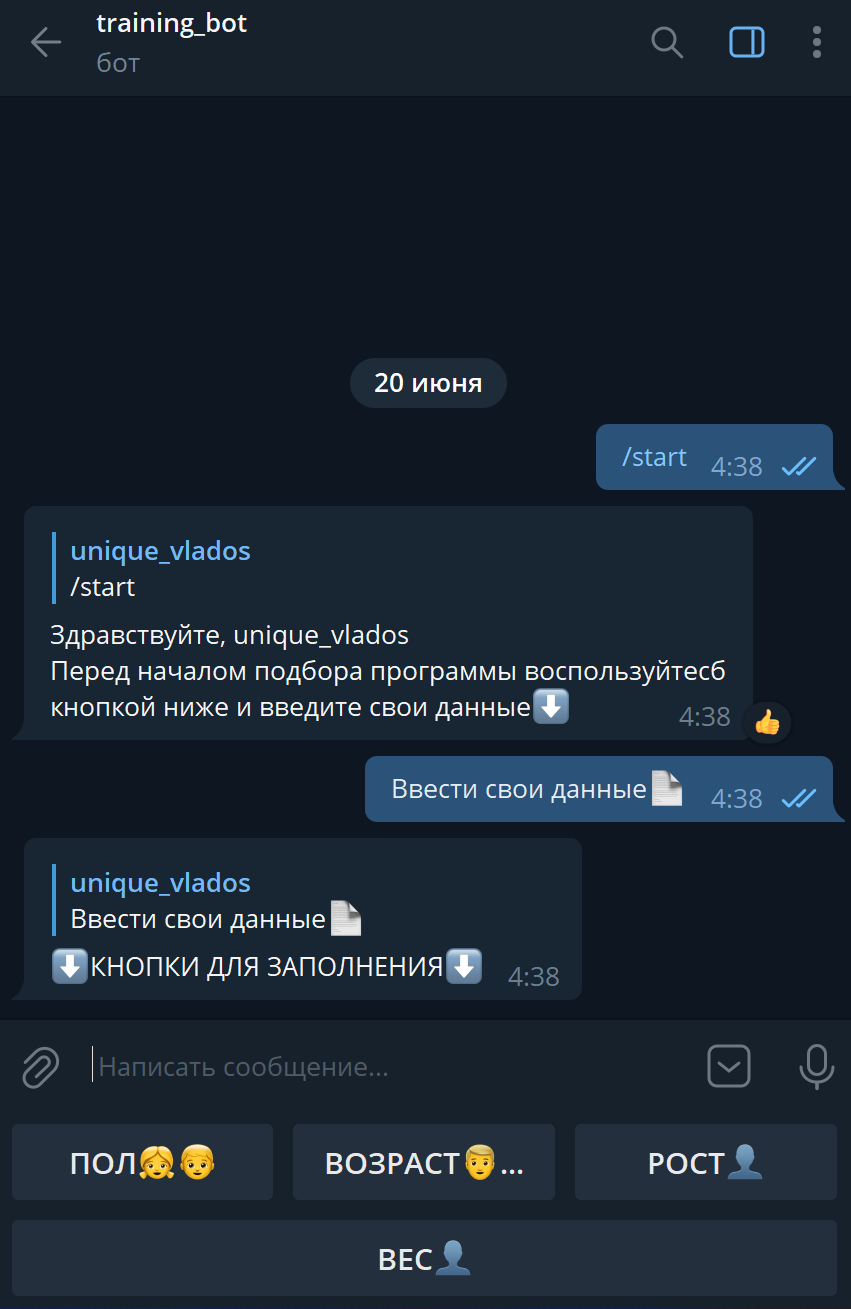 training_bot
бот
20 июня
/start 4:38
unique_vlados
/start
Здравствуйте, unique_vlados
Перед началом подбора программы воспользуйтесб
кнопкой ниже и введите свои данные⬇️ 4:38 👍
Ввести свои данные📄 4:38
unique_vlados
Ввести свои данные📄
⬇️КНОПКИ ДЛЯ ЗАПОЛНЕНИЯ⬇️ 4:38
Написать сообщение...
ПОЛ👧👦 ВОЗРАСТ👨... РОСТ👤
ВЕС👤